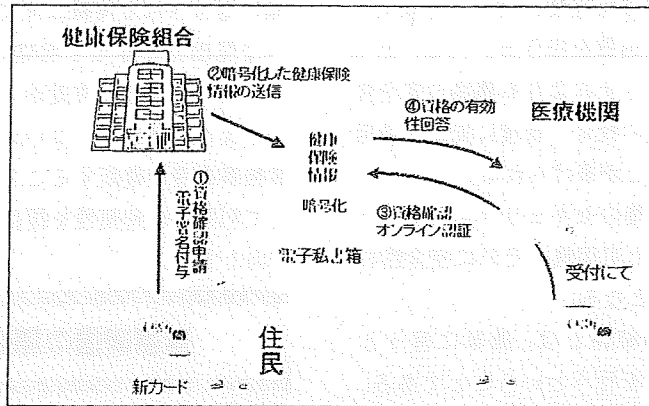 健康保険組合
②暗号化した健康保険
情報の送信
④資格の有効
性回答
医療機関
健康
保険
情報
暗号化
③資格確認
オンライン認証
電子私書箱
①資格確認申請
電子署名付与
受付にて
住民
新カード